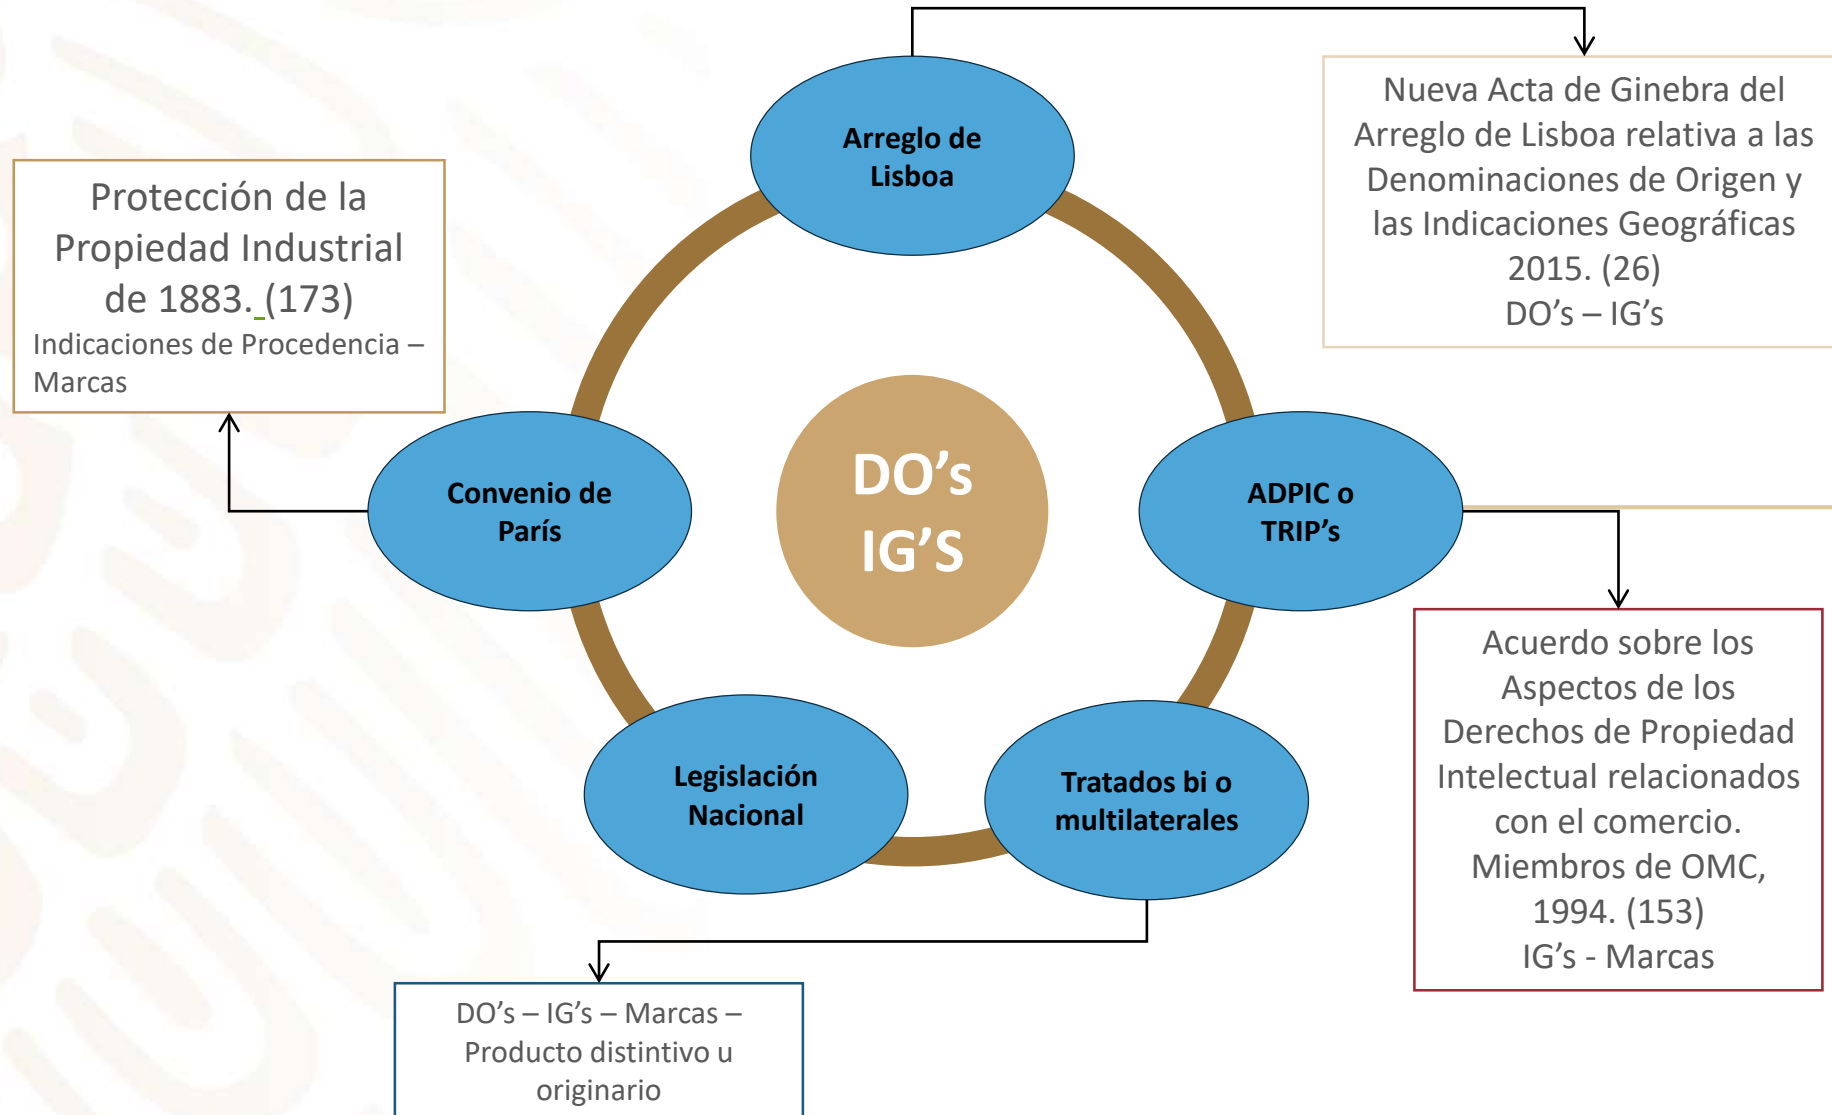 Arreglo de
Lisboa
Nueva Acta de Ginebra del
Arreglo de Lisboa relativa a las
Denominaciones de Origen y
las Indicaciones Geográficas
2015. (26)
DO’s – IG’s
Protección de la
Propiedad Industrial
de 1883. (173)
Indicaciones de Procedencia –
Marcas
Convenio de
París
DO’s
IG’S
ADPIC o
TRIP’s
Acuerdo sobre los
Aspectos de los
Derechos de Propiedad
Intelectual relacionados
con el comercio.
Miembros de OMC,
1994. (153)
IG’s - Marcas
Legislación
Nacional
Tratados bi o
multilaterales
DO’s – IG’s – Marcas –
Producto distintivo u
originario